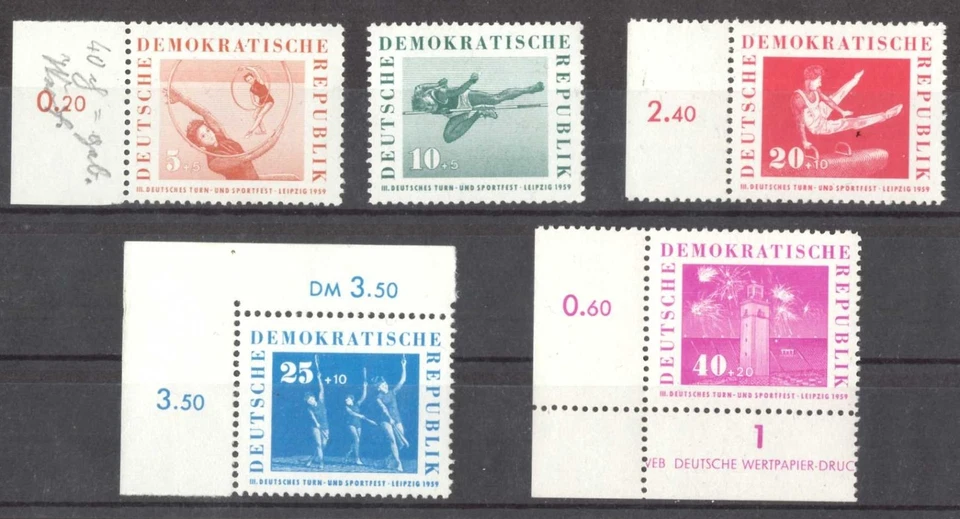 40 Pf = geb.
0.20
DEMOKRATISCHE
DEUTSCHE
REPUBLIK
5+5
III. DEUTSCHES TURN-UND SPORTFEST·LEIPZIG 1959
DEMOKRATISCHE
DEUTSCHE
REPUBLIK
10+5
III. DEUTSCHES TURN-UND SPORTFEST·LEIPZIG 1959
2.40
DEMOKRATISCHE
DEUTSCHE
REPUBLIK
20+10
III. DEUTSCHES TURN-UND SPORTFEST·LEIPZIG 1959
DM 3.50
3.50
DEMOKRATISCHE
DEUTSCHE
REPUBLIK
25+10
III. DEUTSCHES TURN-UND SPORTFEST·LEIPZIG 1959
0.60
DEMOKRATISCHE
DEUTSCHE
REPUBLIK
40+20
III. DEUTSCHES TURN-UND SPORTFEST·LEIPZIG 1959
1
VEB DEUTSCHE WERTPAPIER-DRUC